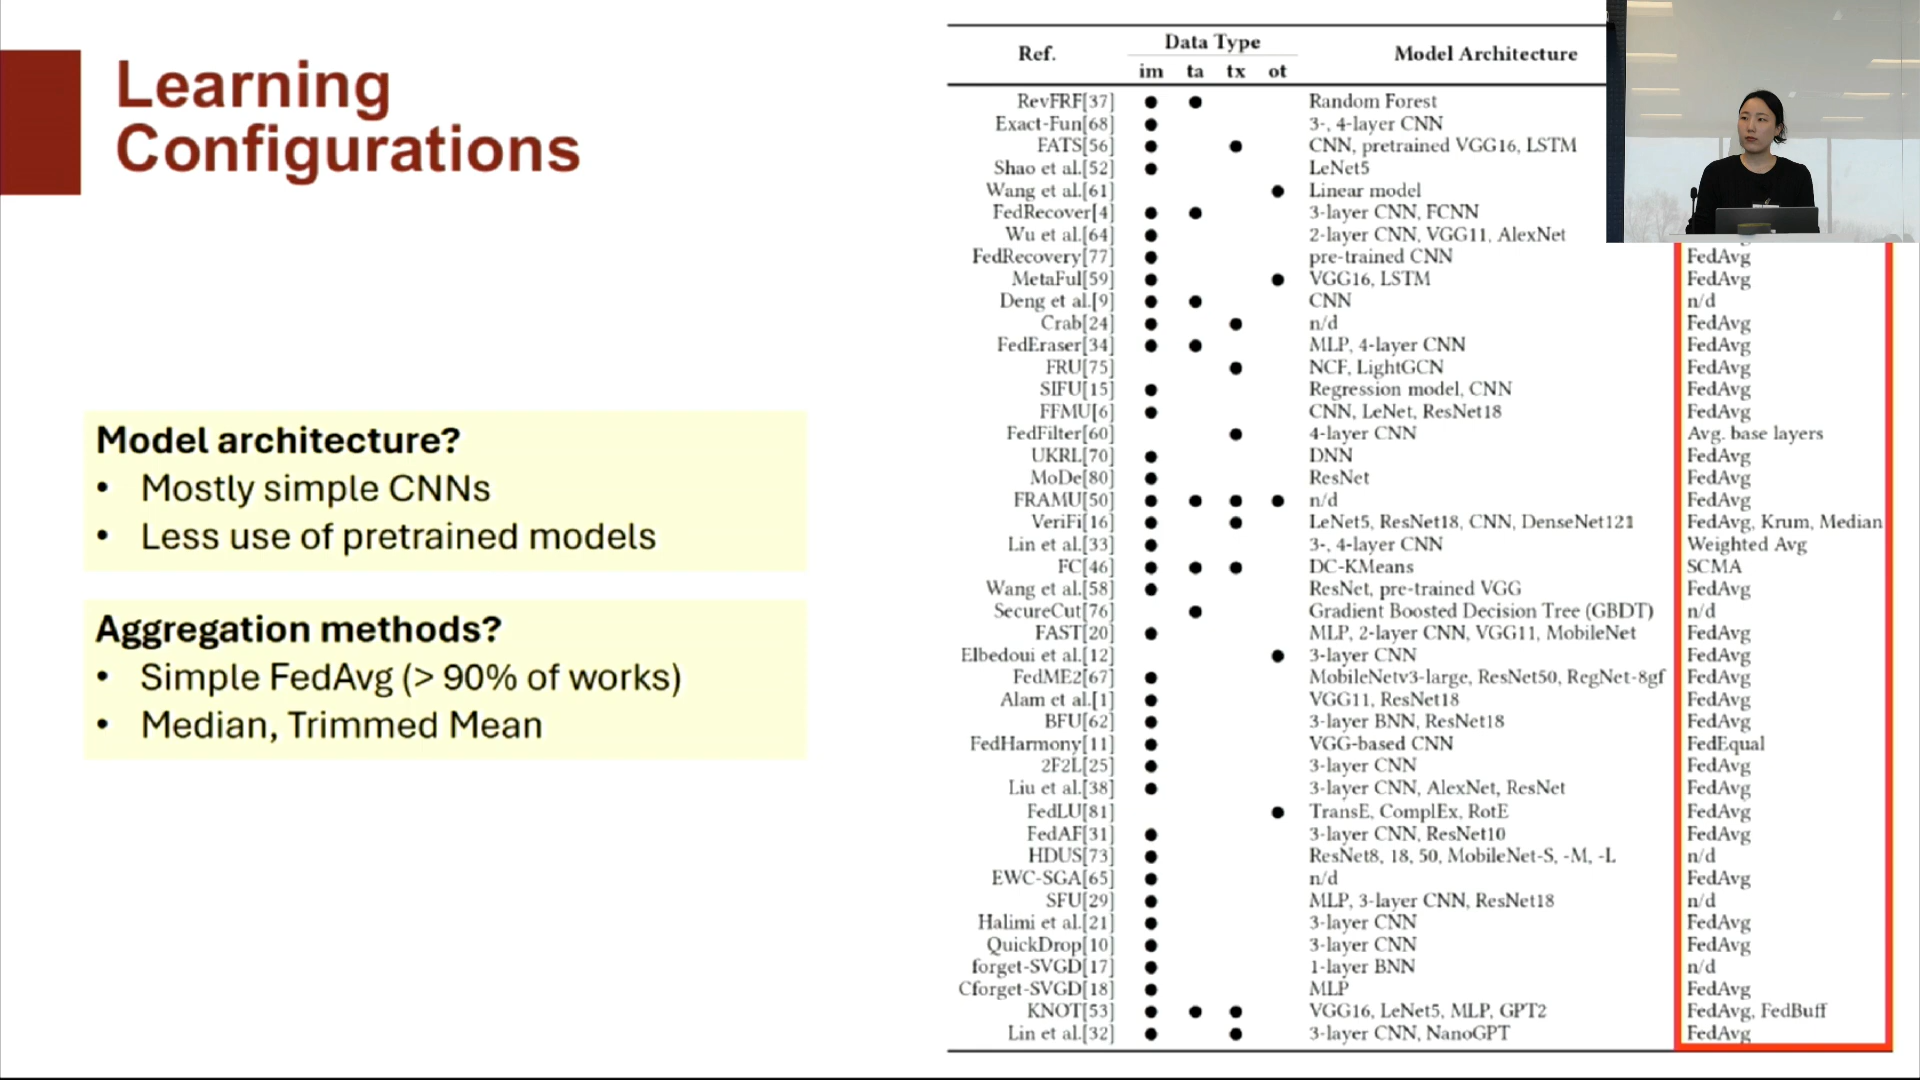 Learning
Configurations
Model architecture?
• Mostly simple CNNs
• Less use of pretrained models
Aggregation methods?
• Simple FedAvg (> 90% of works)
• Median, Trimmed Mean
Ref. Data Type Model Architecture
im ta tx ot
RevFRF[37] ● ● Random Forest
Exact-Fun[68] ● 3-, 4-layer CNN
FATS[56] ● ● CNN, pretrained VGG16, LSTM
Shao et al.[52] ● LeNet5
Wang et al.[61] ● Linear model
FedRecover[4] ● ● 3-layer CNN, FCNN
Wu et al.[64] ● 2-layer CNN, VGG11, AlexNet
FedRecovery[77] ● pre-trained CNN FedAvg
MetaFul[59] ● ● VGG16, LSTM FedAvg
Deng et al.[9] ● ● CNN n/d
Crab[24] ● ● n/d FedAvg
FedEraser[34] ● ● MLP, 4-layer CNN FedAvg
FRU[75] ● NCF, LightGCN FedAvg
SIFU[15] ● Regression model, CNN FedAvg
FFMU[6] ● CNN, LeNet, ResNet18 FedAvg
FedFilter[60] ● 4-layer CNN Avg. base layers
UKRL[70] ● DNN FedAvg
MoDe[80] ● ResNet FedAvg
FRAMU[50] ● ● ● ● n/d FedAvg
VeriFi[16] ● ● LeNet5, ResNet18, CNN, DenseNet121 FedAvg, Krum, Median
Lin et al.[33] ● 3-, 4-layer CNN Weighted Avg
FC[46] ● ● ● DC-KMeans SCMA
Wang et al.[58] ● ResNet, pre-trained VGG FedAvg
SecureCut[76] ● Gradient Boosted Decision Tree (GBDT) n/d
FAST[20] ● MLP, 2-layer CNN, VGG11, MobileNet FedAvg
Elbedoui et al.[12] ● 3-layer CNN FedAvg
FedME2[67] ● MobileNetv3-large, ResNet50, RegNet-8gf FedAvg
Alam et al.[1] ● VGG11, ResNet18 FedAvg
BFU[62] ● 3-layer BNN, ResNet18 FedAvg
FedHarmony[11] ● VGG-based CNN FedEqual
2F2L[25] ● 3-layer CNN FedAvg
Liu et al.[38] ● 3-layer CNN, AlexNet, ResNet FedAvg
FedLU[81] ● TransE, ComplEx, RotE FedAvg
FedAF[31] ● 3-layer CNN, ResNet10 FedAvg
HDUS[73] ● ResNet8, 18, 50, MobileNet-S, -M, -L n/d
EWC-SGA[65] ● n/d FedAvg
SFU[29] ● MLP, 3-layer CNN, ResNet18 n/d
Halimi et al.[21] ● 3-layer CNN FedAvg
QuickDrop[10] ● 3-layer CNN FedAvg
forget-SVGD[17] ● 1-layer BNN n/d
Cforget-SVGD[18] ● MLP FedAvg
KNOT[53] ● ● ● VGG16, LeNet5, MLP, GPT2 FedAvg, FedBuff
Lin et al.[32] ● ● 3-layer CNN, NanoGPT FedAvg